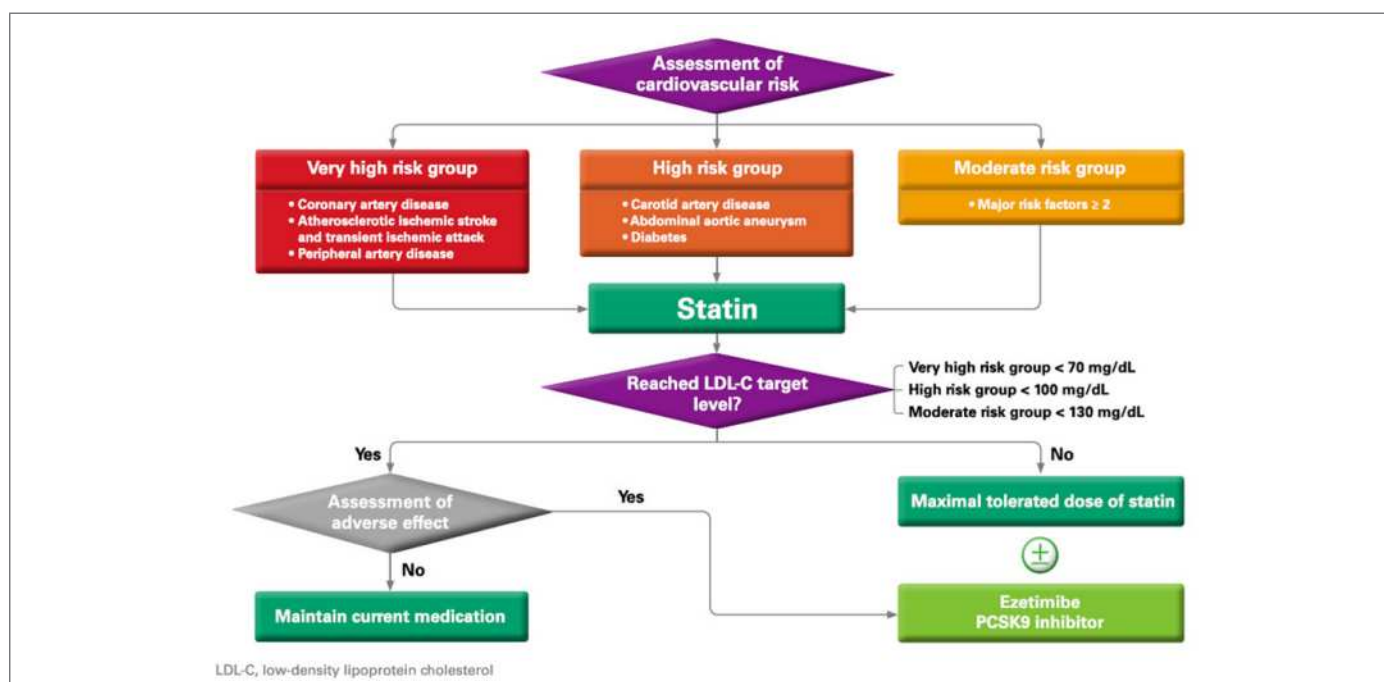 Assessment of
cardiovascular risk
Very high risk group
• Coronary artery disease
• Atherosclerotic ischemic stroke
and transient ischemic attack
• Peripheral artery disease
High risk group
• Carotid artery disease
• Abdominal aortic aneurysm
• Diabetes
Moderate risk group
• Major risk factors ≥ 2
Statin
Reached LDL-C target
level?
Very high risk group < 70 mg/dL
High risk group < 100 mg/dL
Moderate risk group < 130 mg/dL
Yes
No
Assessment of
adverse effect
Yes
Maximal tolerated dose of statin
±
No
Maintain current medication
Ezetimibe
PCSK9 inhibitor
LDL-C, low-density lipoprotein cholesterol